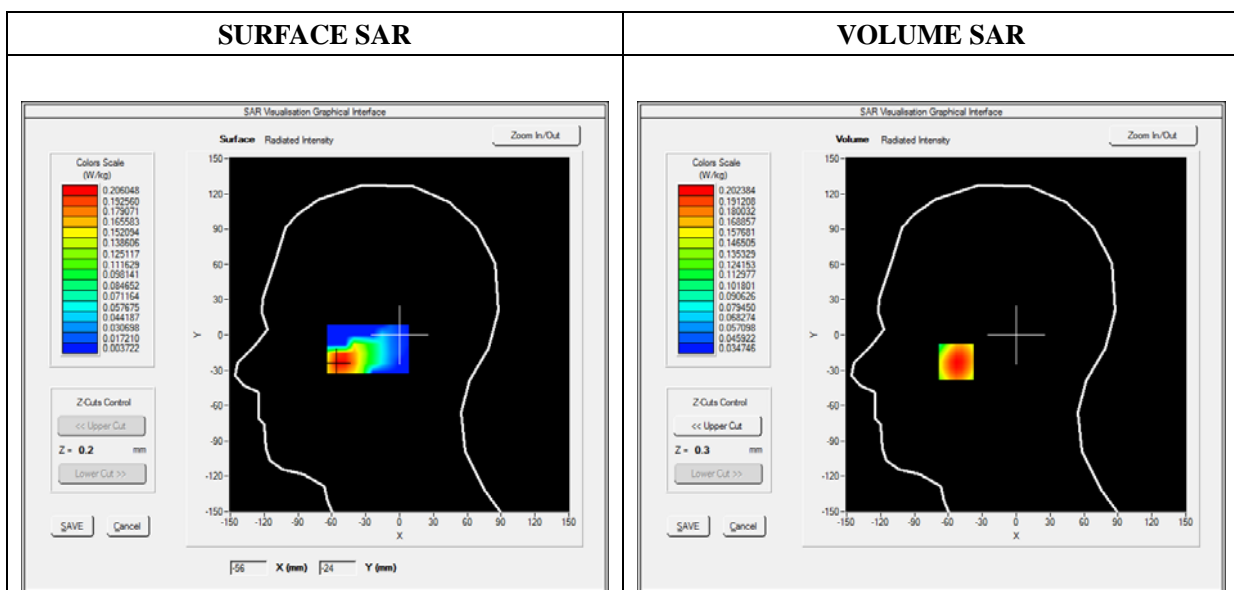 SURFACE SAR
VOLUME SAR
SAR Visualisation Graphical Interface
Surface Radiated Intensity
Zoom In/Out
Colors Scale
(W/kg)
0.206048
0.192560
0.179071
0.165583
0.152094
0.138606
0.125117
0.111629
0.098141
0.084652
0.071164
0.057675
0.044187
0.030698
0.017210
0.003722
Z-Cuts Control
<< Upper Cut
Z = 0.2 mm
Lower Cut >>
SAVE Cancel
150
120
90
60
30
0
-30
-60
-90
-120
-150
Y
-150 -120 -90 -60 -30 0 30 60 90 120 150
X
-56 X (mm) -24 Y (mm)
SAR Visualisation Graphical Interface
Volume Radiated Intensity
Zoom In/Out
Colors Scale
(W/kg)
0.202384
0.191208
0.180032
0.168857
0.157681
0.146505
0.135329
0.124153
0.112977
0.101801
0.090626
0.079450
0.068274
0.057098
0.045922
0.034746
Z-Cuts Control
<< Upper Cut
Z = 0.3 mm
Lower Cut >>
SAVE Cancel
150
120
90
60
30
0
-30
-60
-90
-120
-150
Y
-150 -120 -90 -60 -30 0 30 60 90 120 150
X